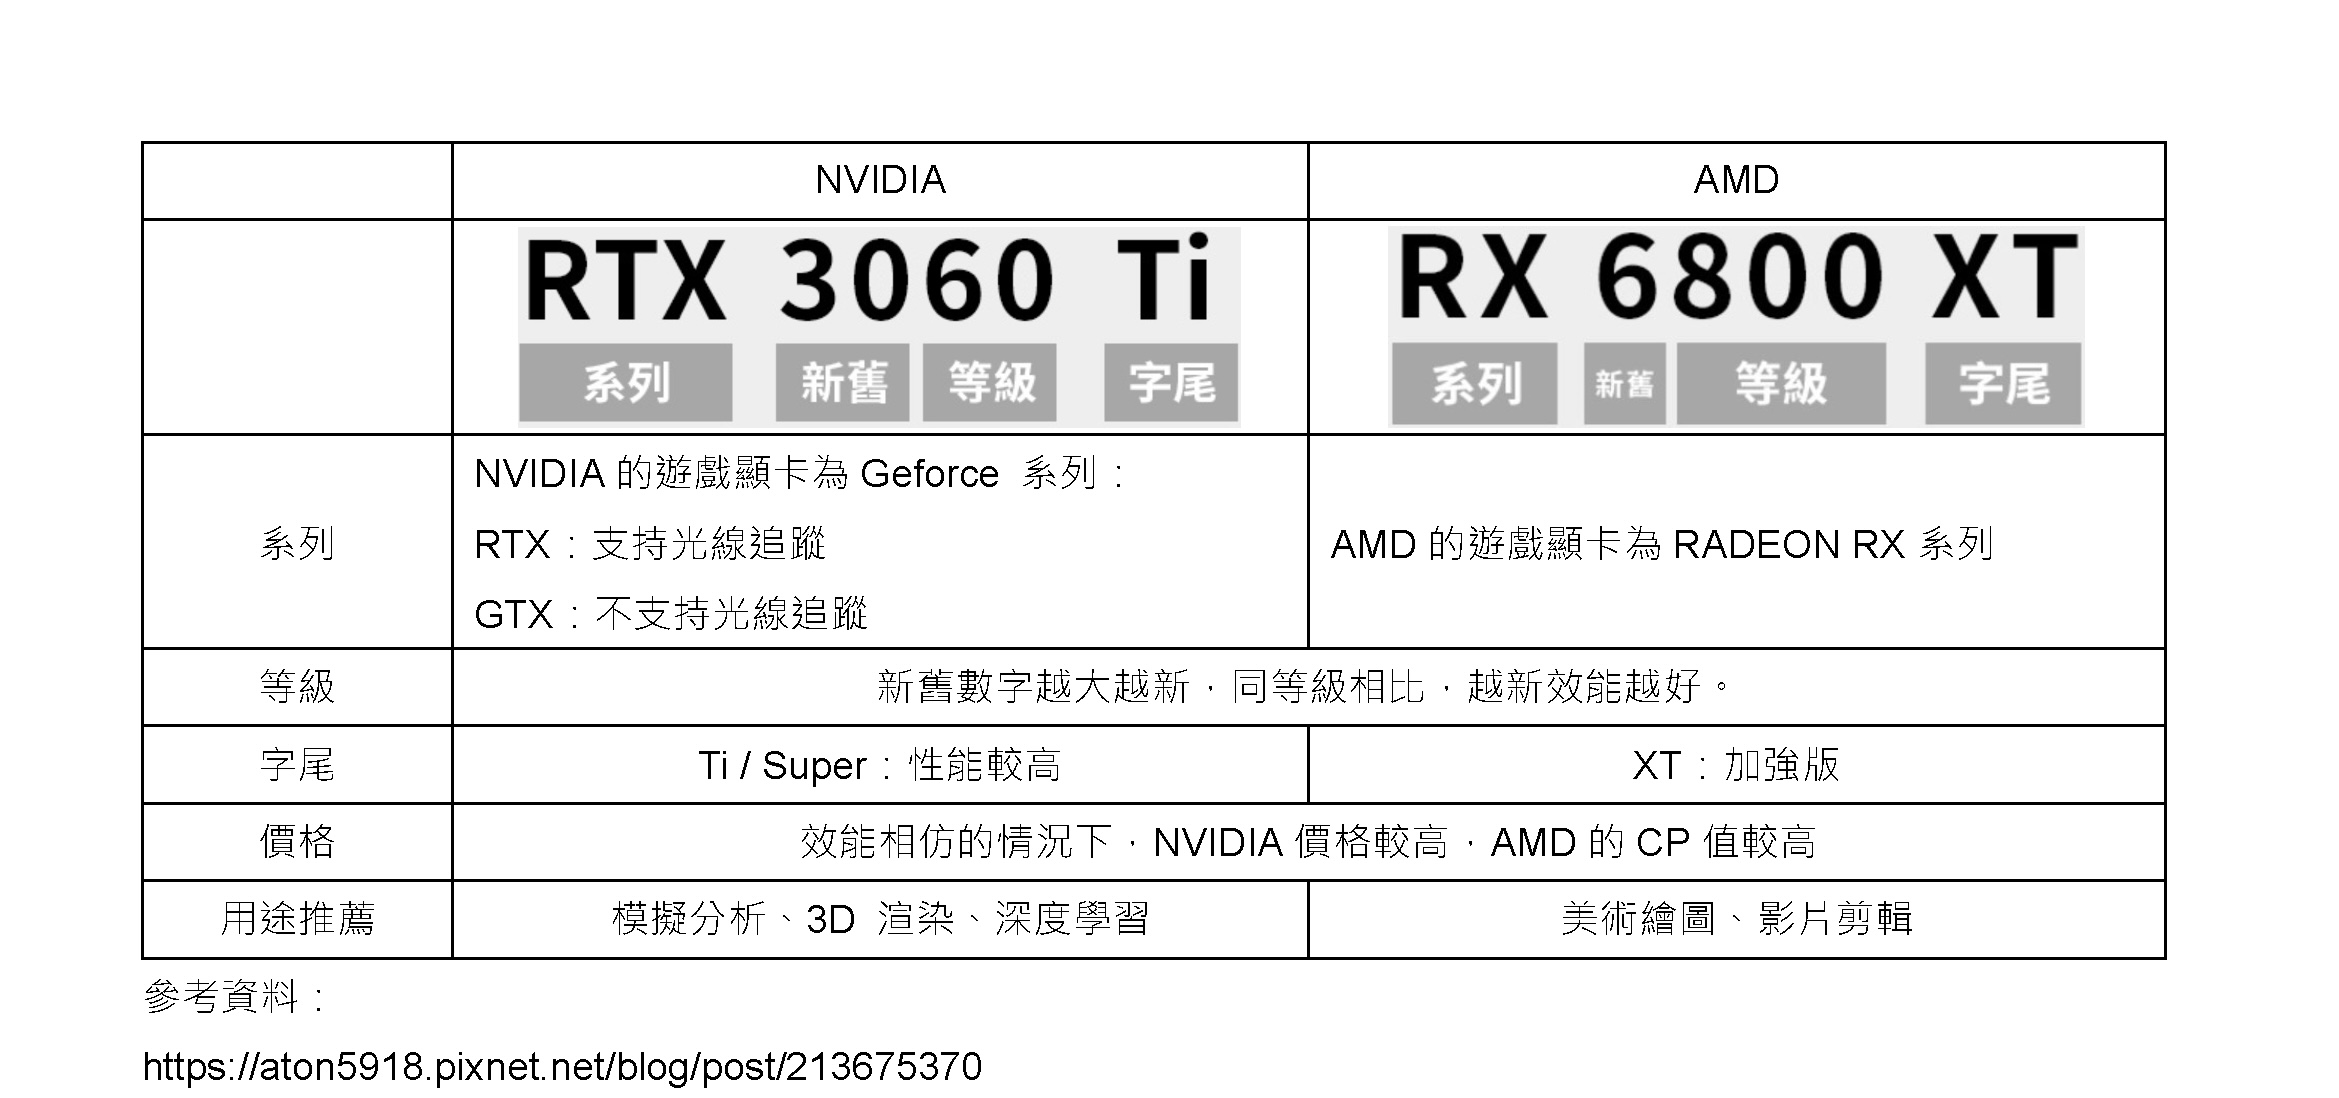 NVIDIA AMD
RTX 3060 Ti RX 6800 XT
系列 新舊 等級 字尾 系列 新舊 等級 字尾
NVIDIA 的遊戲顯卡為 Geforce 系列：
系列 RTX：支持光線追蹤 AMD 的遊戲顯卡為 RADEON RX 系列
GTX：不支持光線追蹤
等級 新舊數字越大越新，同等級相比，越新效能越好。
字尾 Ti / Super：性能較高 XT：加強版
價格 效能相仿的情況下，NVIDIA 價格較高，AMD 的 CP 值較高
用途推薦 模擬分析、3D 渲染、深度學習 美術繪圖、影片剪輯
參考資料：
https://aton5918.pixnet.net/blog/post/213675370